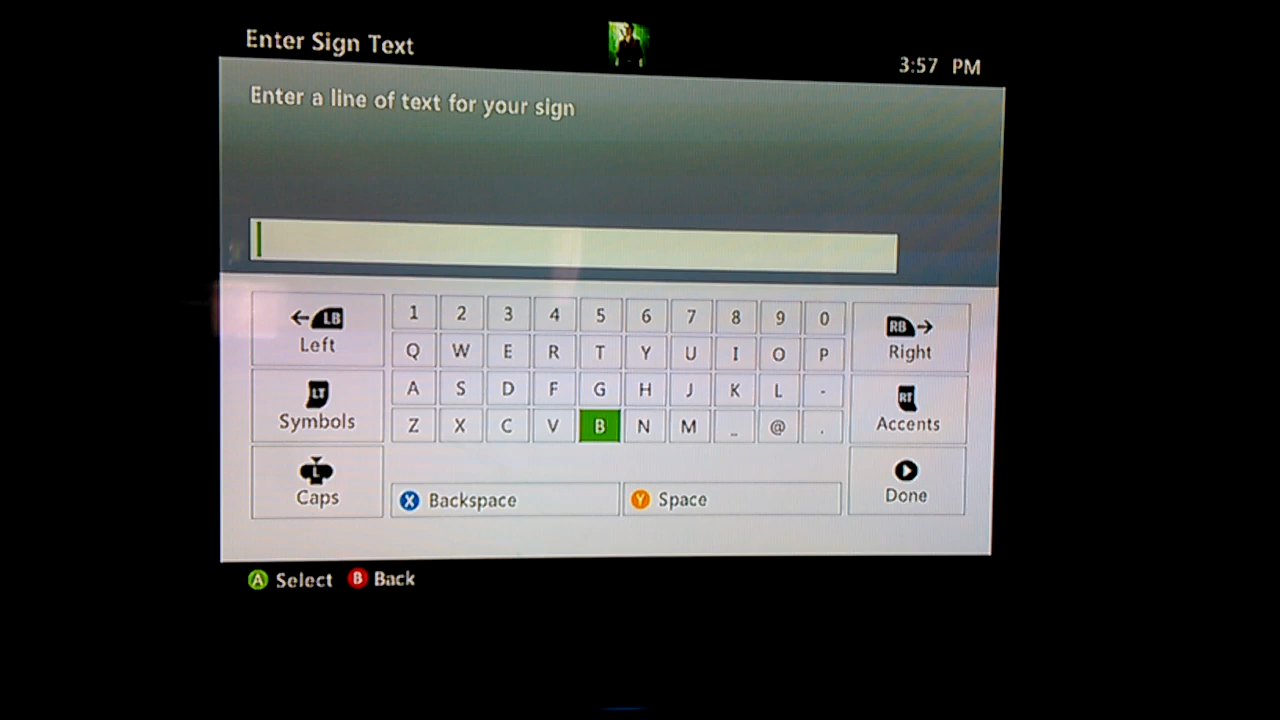 Enter Sign Text
3:57 PM
Enter a line of text for your sign
LB
Left
1 2 3 4 5 6 7 8 9 0
RB
Right
Q W E R T Y U I O P
LT
Symbols
A S D F G H J K L -
RT
Accents
Z X C V B N M _ @ .
L
Caps
X Backspace
Y Space
Done
A Select B Back